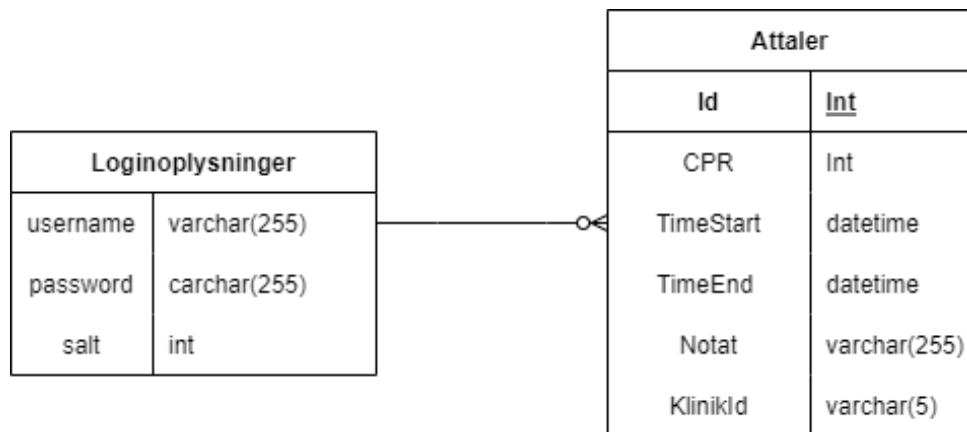 Attaler
Id Int
CPR Int
TimeStart datetime
TimeEnd datetime
Notat varchar(255)
KlinikId varchar(5)
Loginoplysninger
username varchar(255)
password carchar(255)
salt int